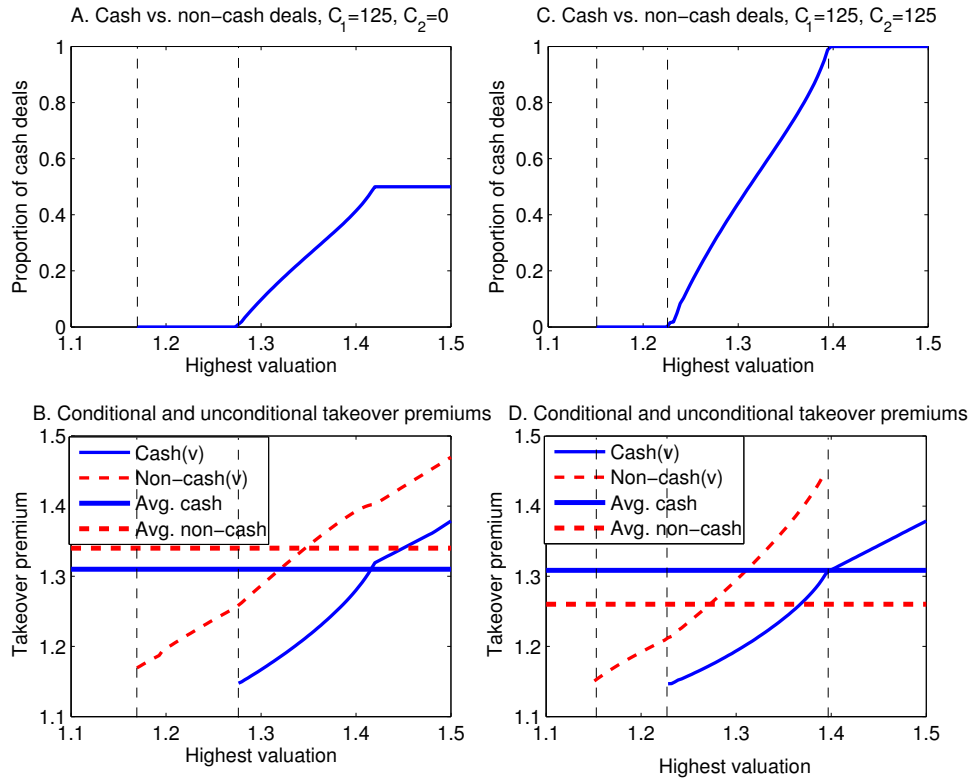 A. Cash vs. non−cash deals, C1=125, C2=0
1
0.8
0.6
0.4
0.2
0
Proportion of cash deals
1.1 1.2 1.3 1.4 1.5
Highest valuation
B. Conditional and unconditional takeover premiums
1.5
1.4
1.3
1.2
1.1
Takeover premium
Cash(v)
Non−cash(v)
Avg. cash
Avg. non−cash
1.1 1.2 1.3 1.4 1.5
Highest valuation
C. Cash vs. non−cash deals, C1=125, C2=125
1
0.8
0.6
0.4
0.2
0
Proportion of cash deals
1.1 1.2 1.3 1.4 1.5
Highest valuation
D. Conditional and unconditional takeover premiums
1.5
1.4
1.3
1.2
1.1
Takeover premium
Cash(v)
Non−cash(v)
Avg. cash
Avg. non−cash
1.1 1.2 1.3 1.4 1.5
Highest valuation